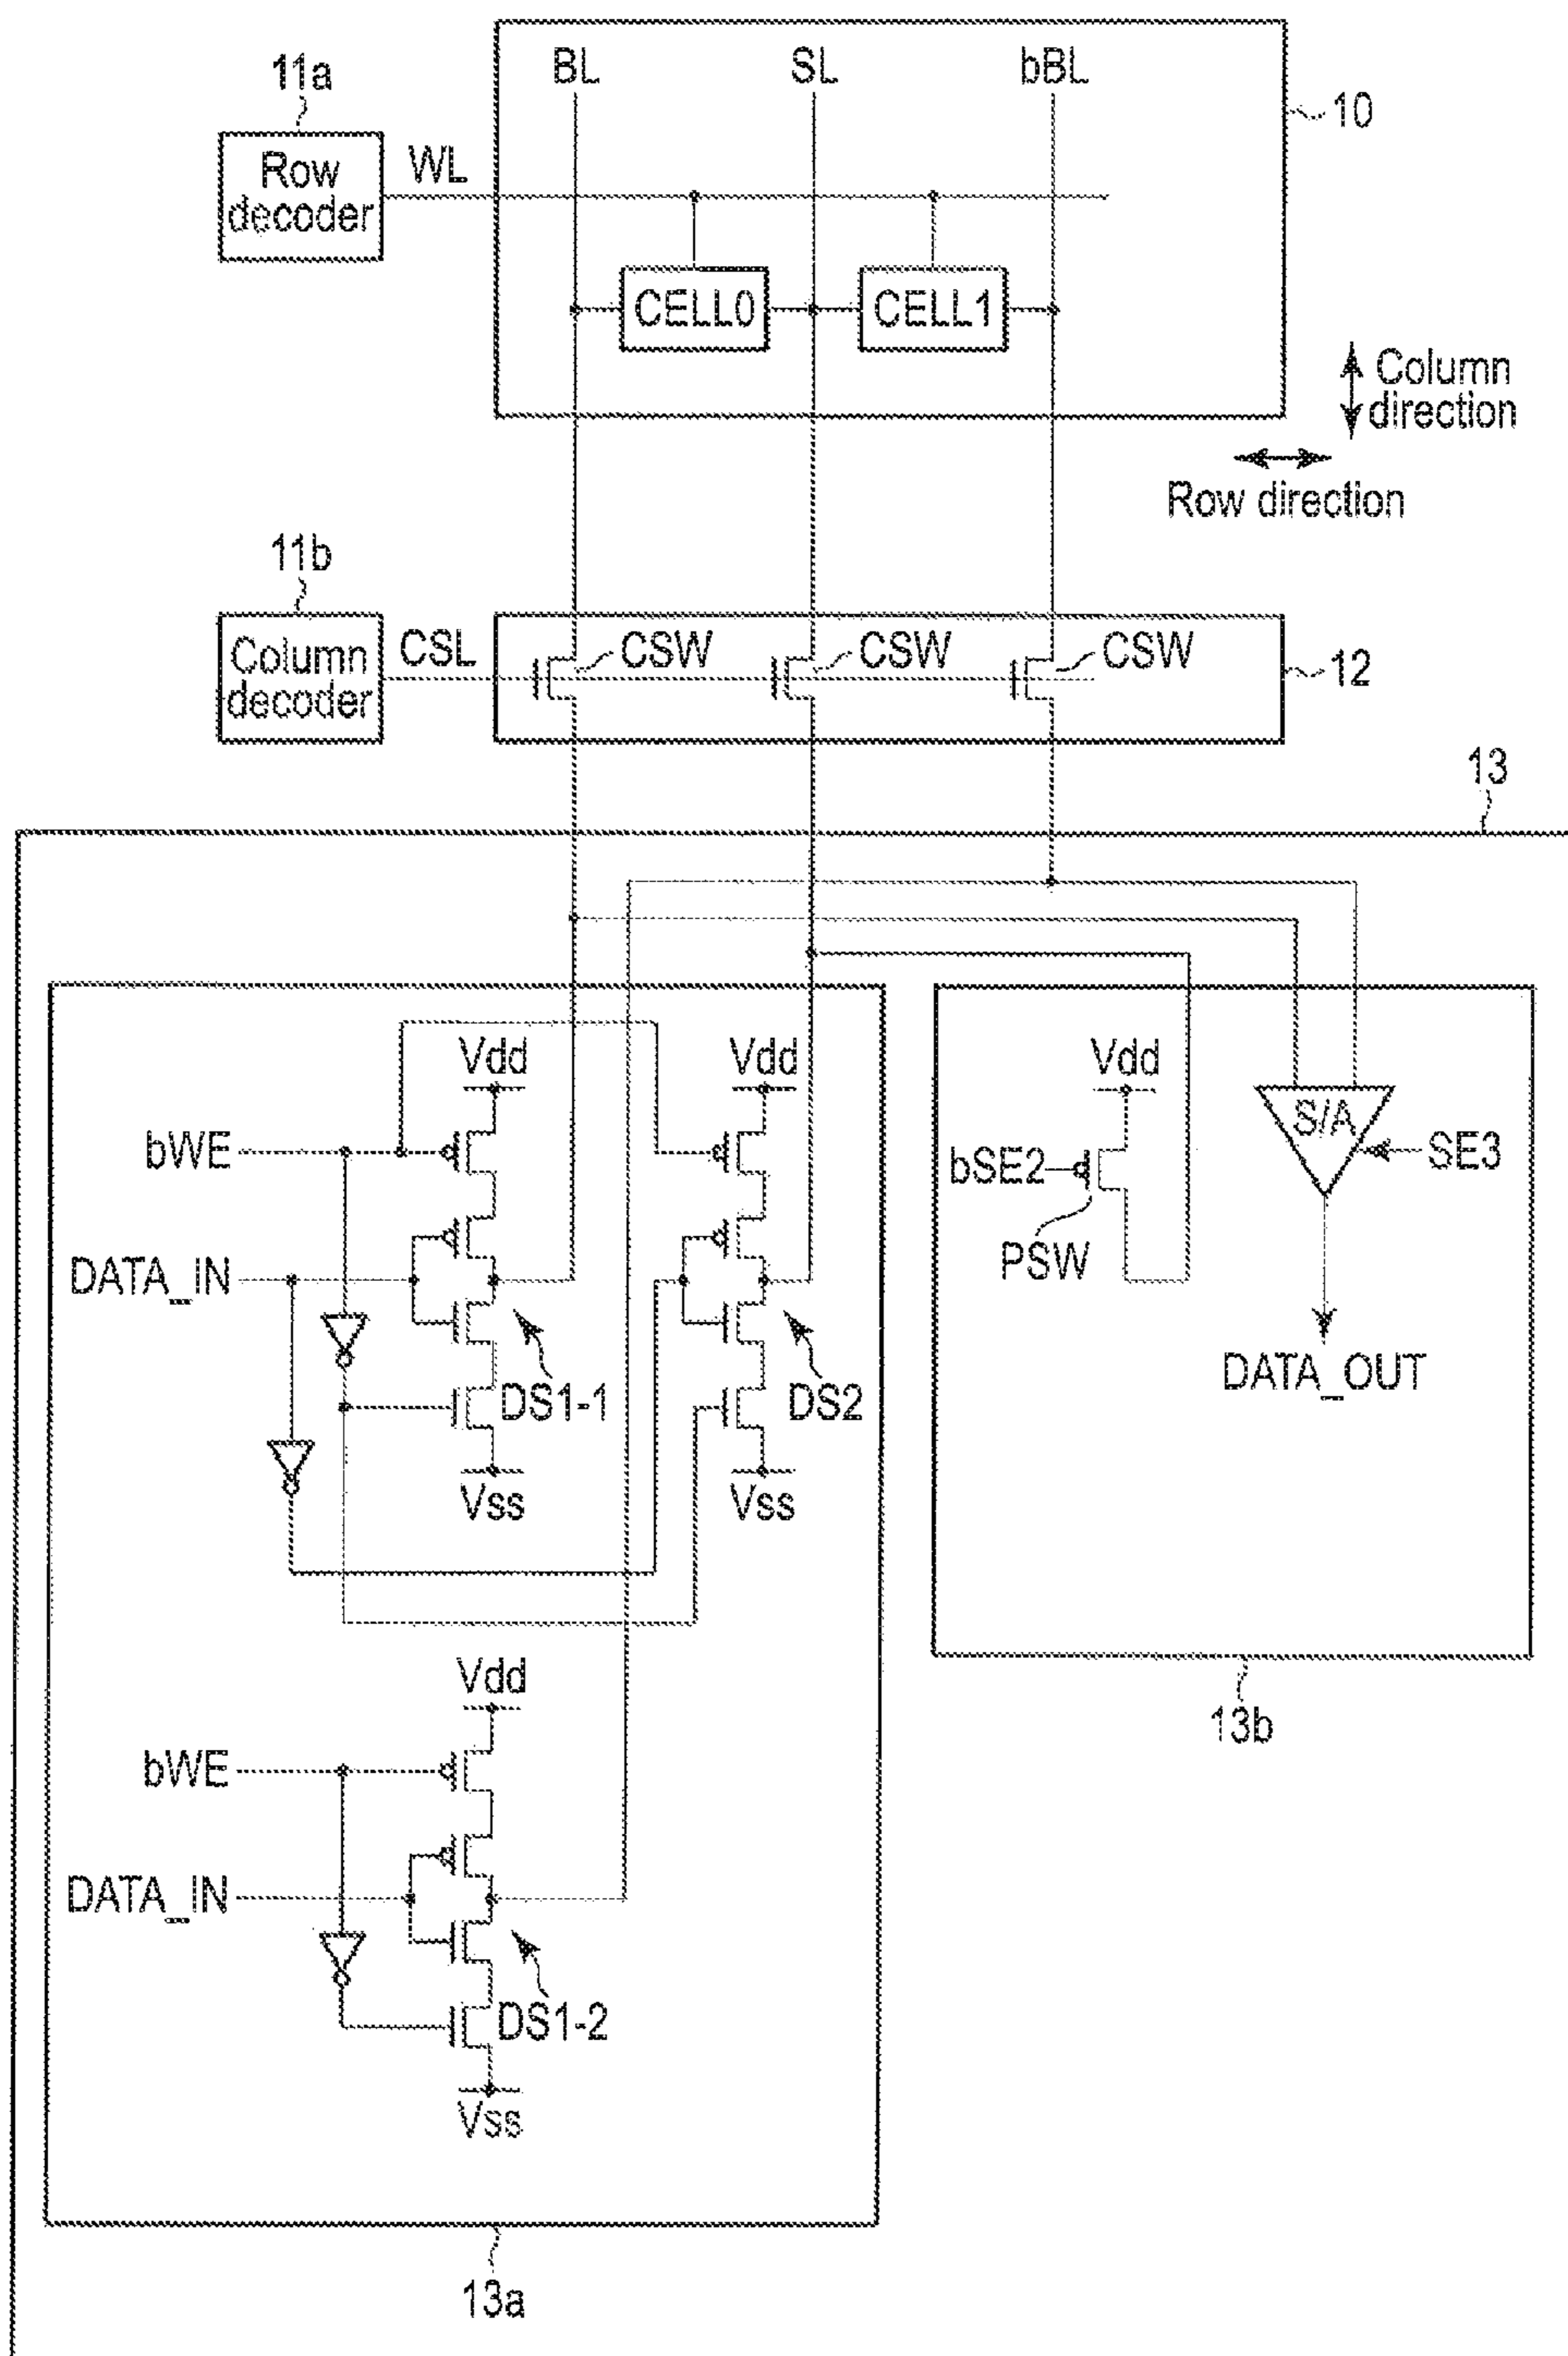 BL
SL
bBL
11a
10
Row
decoder
WL
CELL0
CELL1
Column
direction
Row direction
11b
Column
decoder
CSL
CSW
CSW
CSW
12
13
Vdd
Vdd
Vdd
bWE
S/A
SE3
bSE2
PSW
DATA_IN
DS1-1
DS2
DATA_OUT
Vss
Vss
Vdd
13b
bWE
DATA_IN
DS1-2
Vss
13a